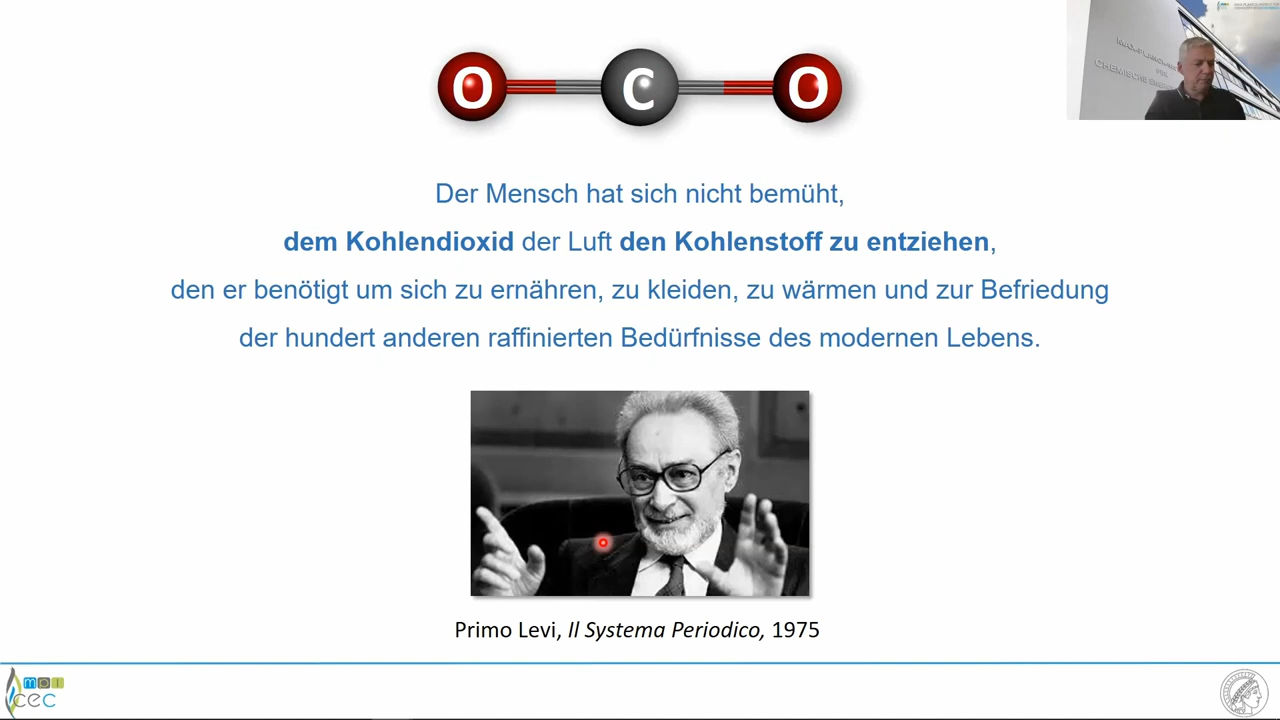 O C O
Der Mensch hat sich nicht bemüht,
dem Kohlendioxid der Luft den Kohlenstoff zu entziehen,
den er benötigt um sich zu ernähren, zu kleiden, zu wärmen und zur Befriedung
der hundert anderen raffinierten Bedürfnisse des modernen Lebens.
Primo Levi, Il Systema Periodico, 1975
mpi
cec